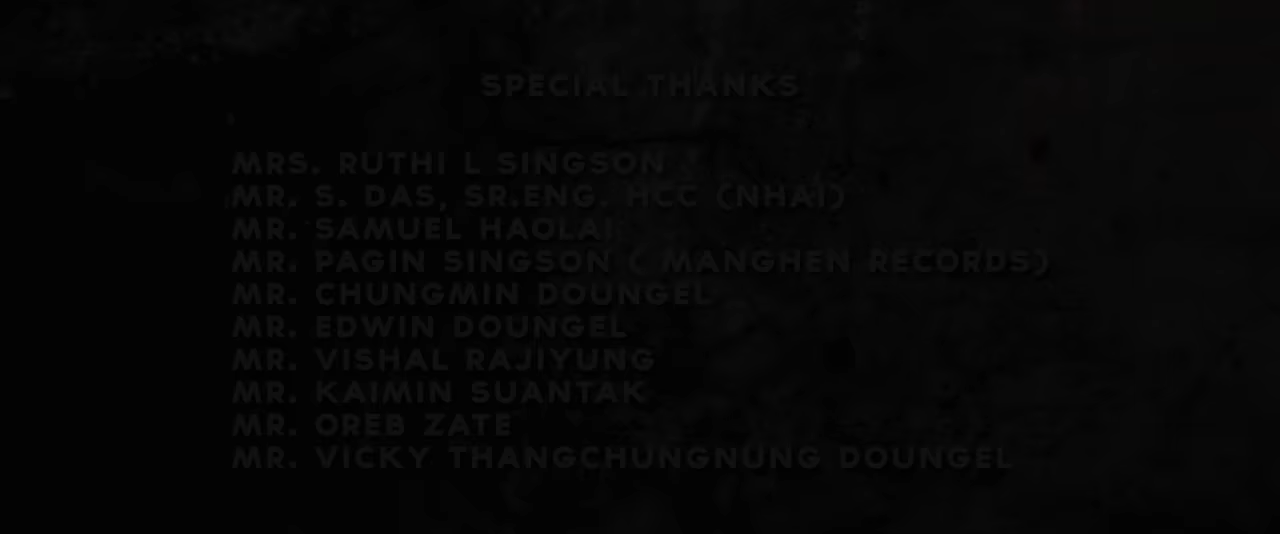 SPECIAL THANKS
MRS. RUTHI L SINGSON
MR. S. DAS, SR.ENG. HCC (NHAI)
MR. SAMUEL HAOLAI
MR. PAGIN SINGSON ( MANGHEN RECORDS)
MR. CHUNGMIN DOUNGEL
MR. EDWIN DOUNGEL
MR. VISHAL RAJIYUNG
MR. KAIMIN SUANTAK
MR. OREB ZATE
MR. VICKY THANGCHUNGNUNG DOUNGEL